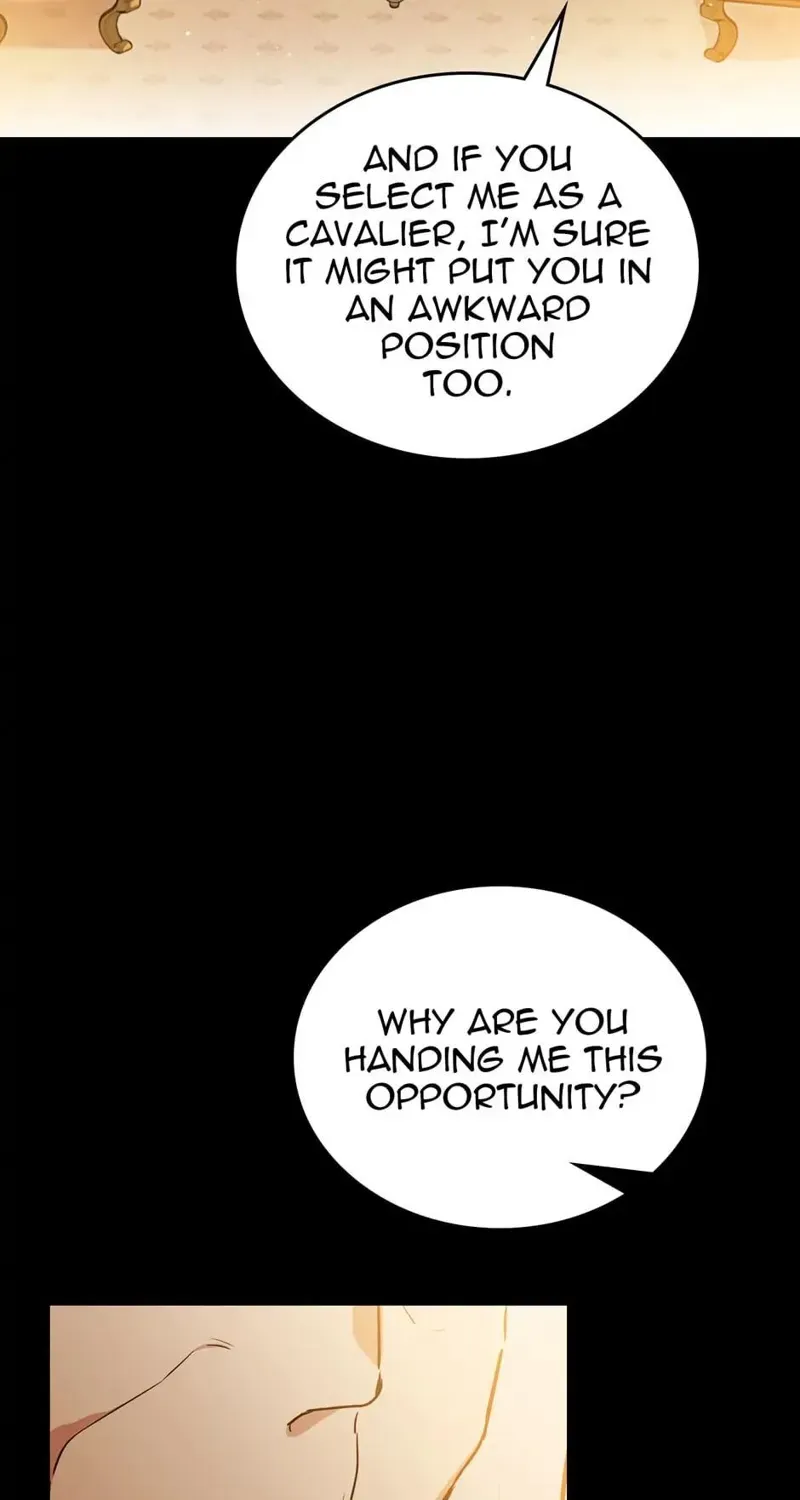 AND IF YOU
SELECT ME AS A
CAVALIER, I'M SURE
IT MIGHT PUT YOU IN
AN AWKWARD
POSITION
TOO.
WHY ARE YOU
HANDING ME THIS
OPPORTUNITY?